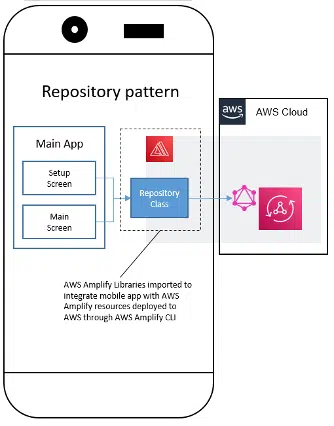 Repository pattern
Main App
Setup
Screen
Main
Screen
Repository
Class
aws
AWS Cloud
AWS Amplify Libraries imported to
integrate mobile app with AWS
Amplify resources deployed to
AWS through AWS Amplify CLI